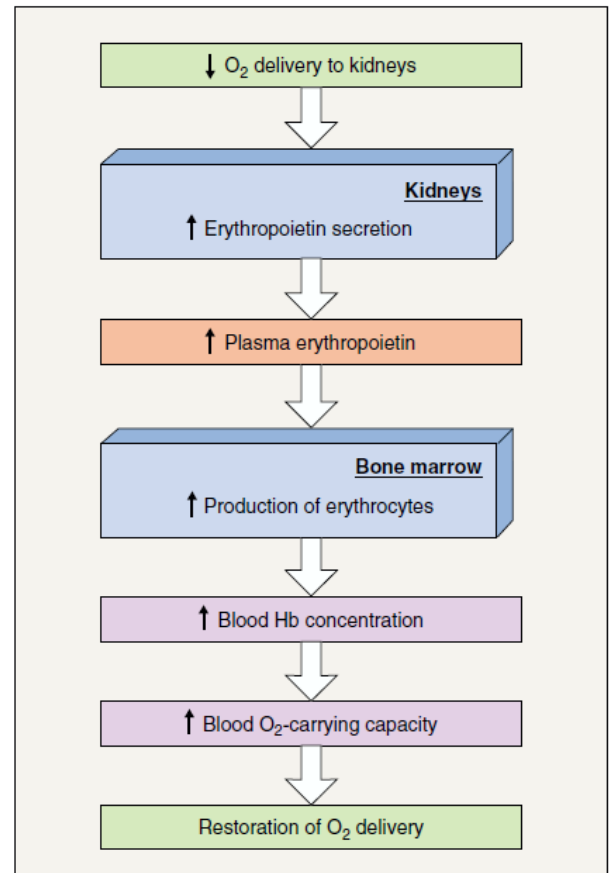 ↓ O₂ delivery to kidneys
Kidneys
↑ Erythropoietin secretion
↑ Plasma erythropoietin
Bone marrow
↑ Production of erythrocytes
↑ Blood Hb concentration
↑ Blood O₂-carrying capacity
Restoration of O₂ delivery